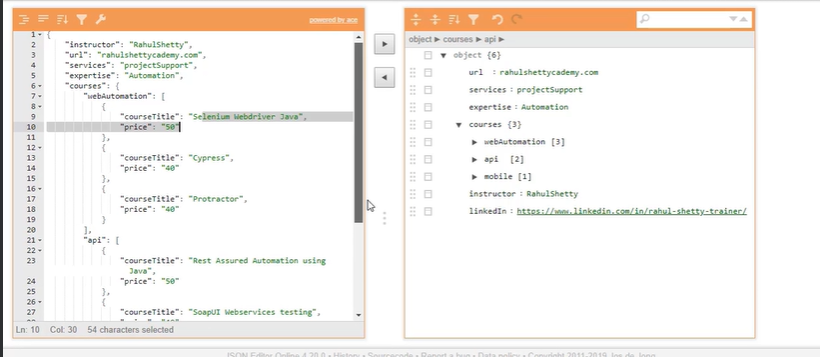 powered by ace
1 {
2 "instructor": "RahulShetty",
3 "url": "rahulshettycademy.com",
4 "services": "projectSupport",
5 "expertise": "Automation",
6 "courses": {
7 "webAutomation": [
8 {
9 "courseTitle": "Selenium Webdriver Java",
10 "price": "50"
11 },
12 {
13 "courseTitle": "Cypress",
14 "price": "40"
15 },
16 {
17 "courseTitle": "Protractor",
18 "price": "40"
19 }
20 ],
21 "api": [
22 {
23 "courseTitle": "Rest Assured Automation using
Java",
24 "price": "50"
25 },
26 {
27 "courseTitle": "SoapUI Webservices testing",
Ln: 10 Col: 30 54 characters selected
object ▶ courses ▶ api ▶
object {6}
url : rahulshettycademy.com
services : projectSupport
expertise : Automation
courses {3}
webAutomation [3]
api [2]
mobile [1]
instructor : RahulShetty
linkedIn : https://www.linkedin.com/in/rahul-shetty-trainer/
JSON Editor Online 4.20.0 • History • Sourcecode • Report a bug • Data policy • Copyright 2011-2019 Jos de Jong